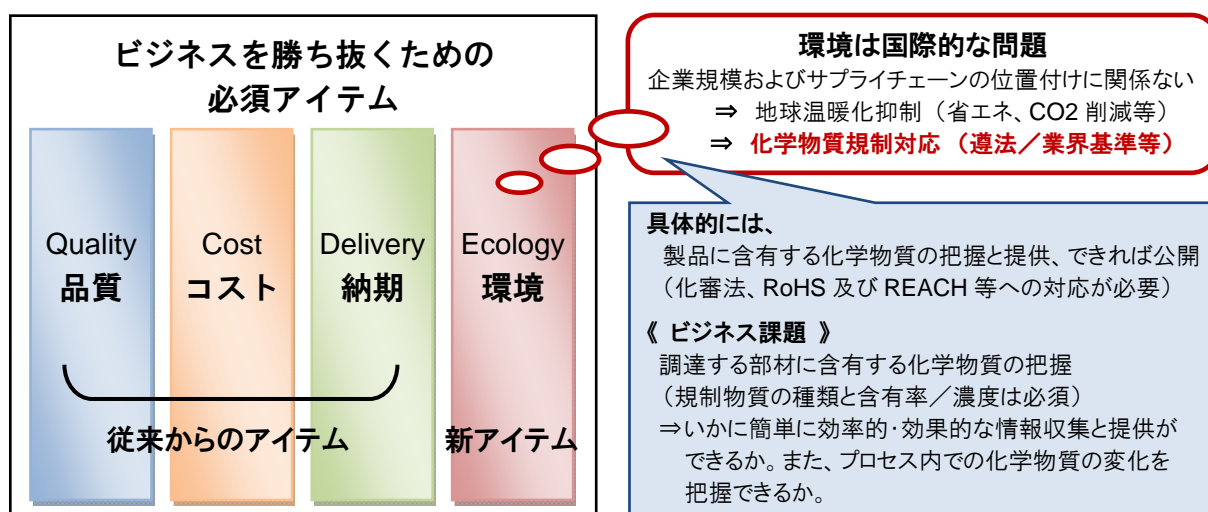 ビジネスを勝ち抜くための
必須アイテム
Quality
品質
Cost
コスト
Delivery
納期
Ecology
環境
従来からのアイテム
新アイテム
環境は国際的な問題
企業規模およびサプライチェーンの位置付けに関係ない
⇒ 地球温暖化抑制（省エネ、CO2 削減等）
⇒ 化学物質規制対応 （遵法／業界基準等）
具体的には、
製品に含有する化学物質の把握と提供、できれば公開
（化審法、RoHS 及び REACH 等への対応が必要）
《 ビジネス課題 》
調達する部材に含有する化学物質の把握
（規制物質の種類と含有率／濃度は必須）
⇒いかに簡単に効率的・効果的な情報収集と提供が
できるか。また、プロセス内での化学物質の変化を
把握できるか。